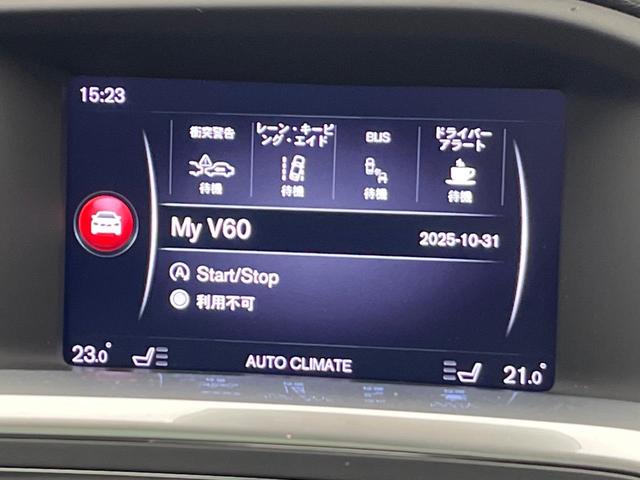 15:23
衝突警告
レーン・キーピ
ング・エイド
BLIS
ドライバー
アラート
待機
待機
待機
待機
My V60
2025-10-31
Start/Stop
利用不可
23.0°
AUTO CLIMATE
21.0°